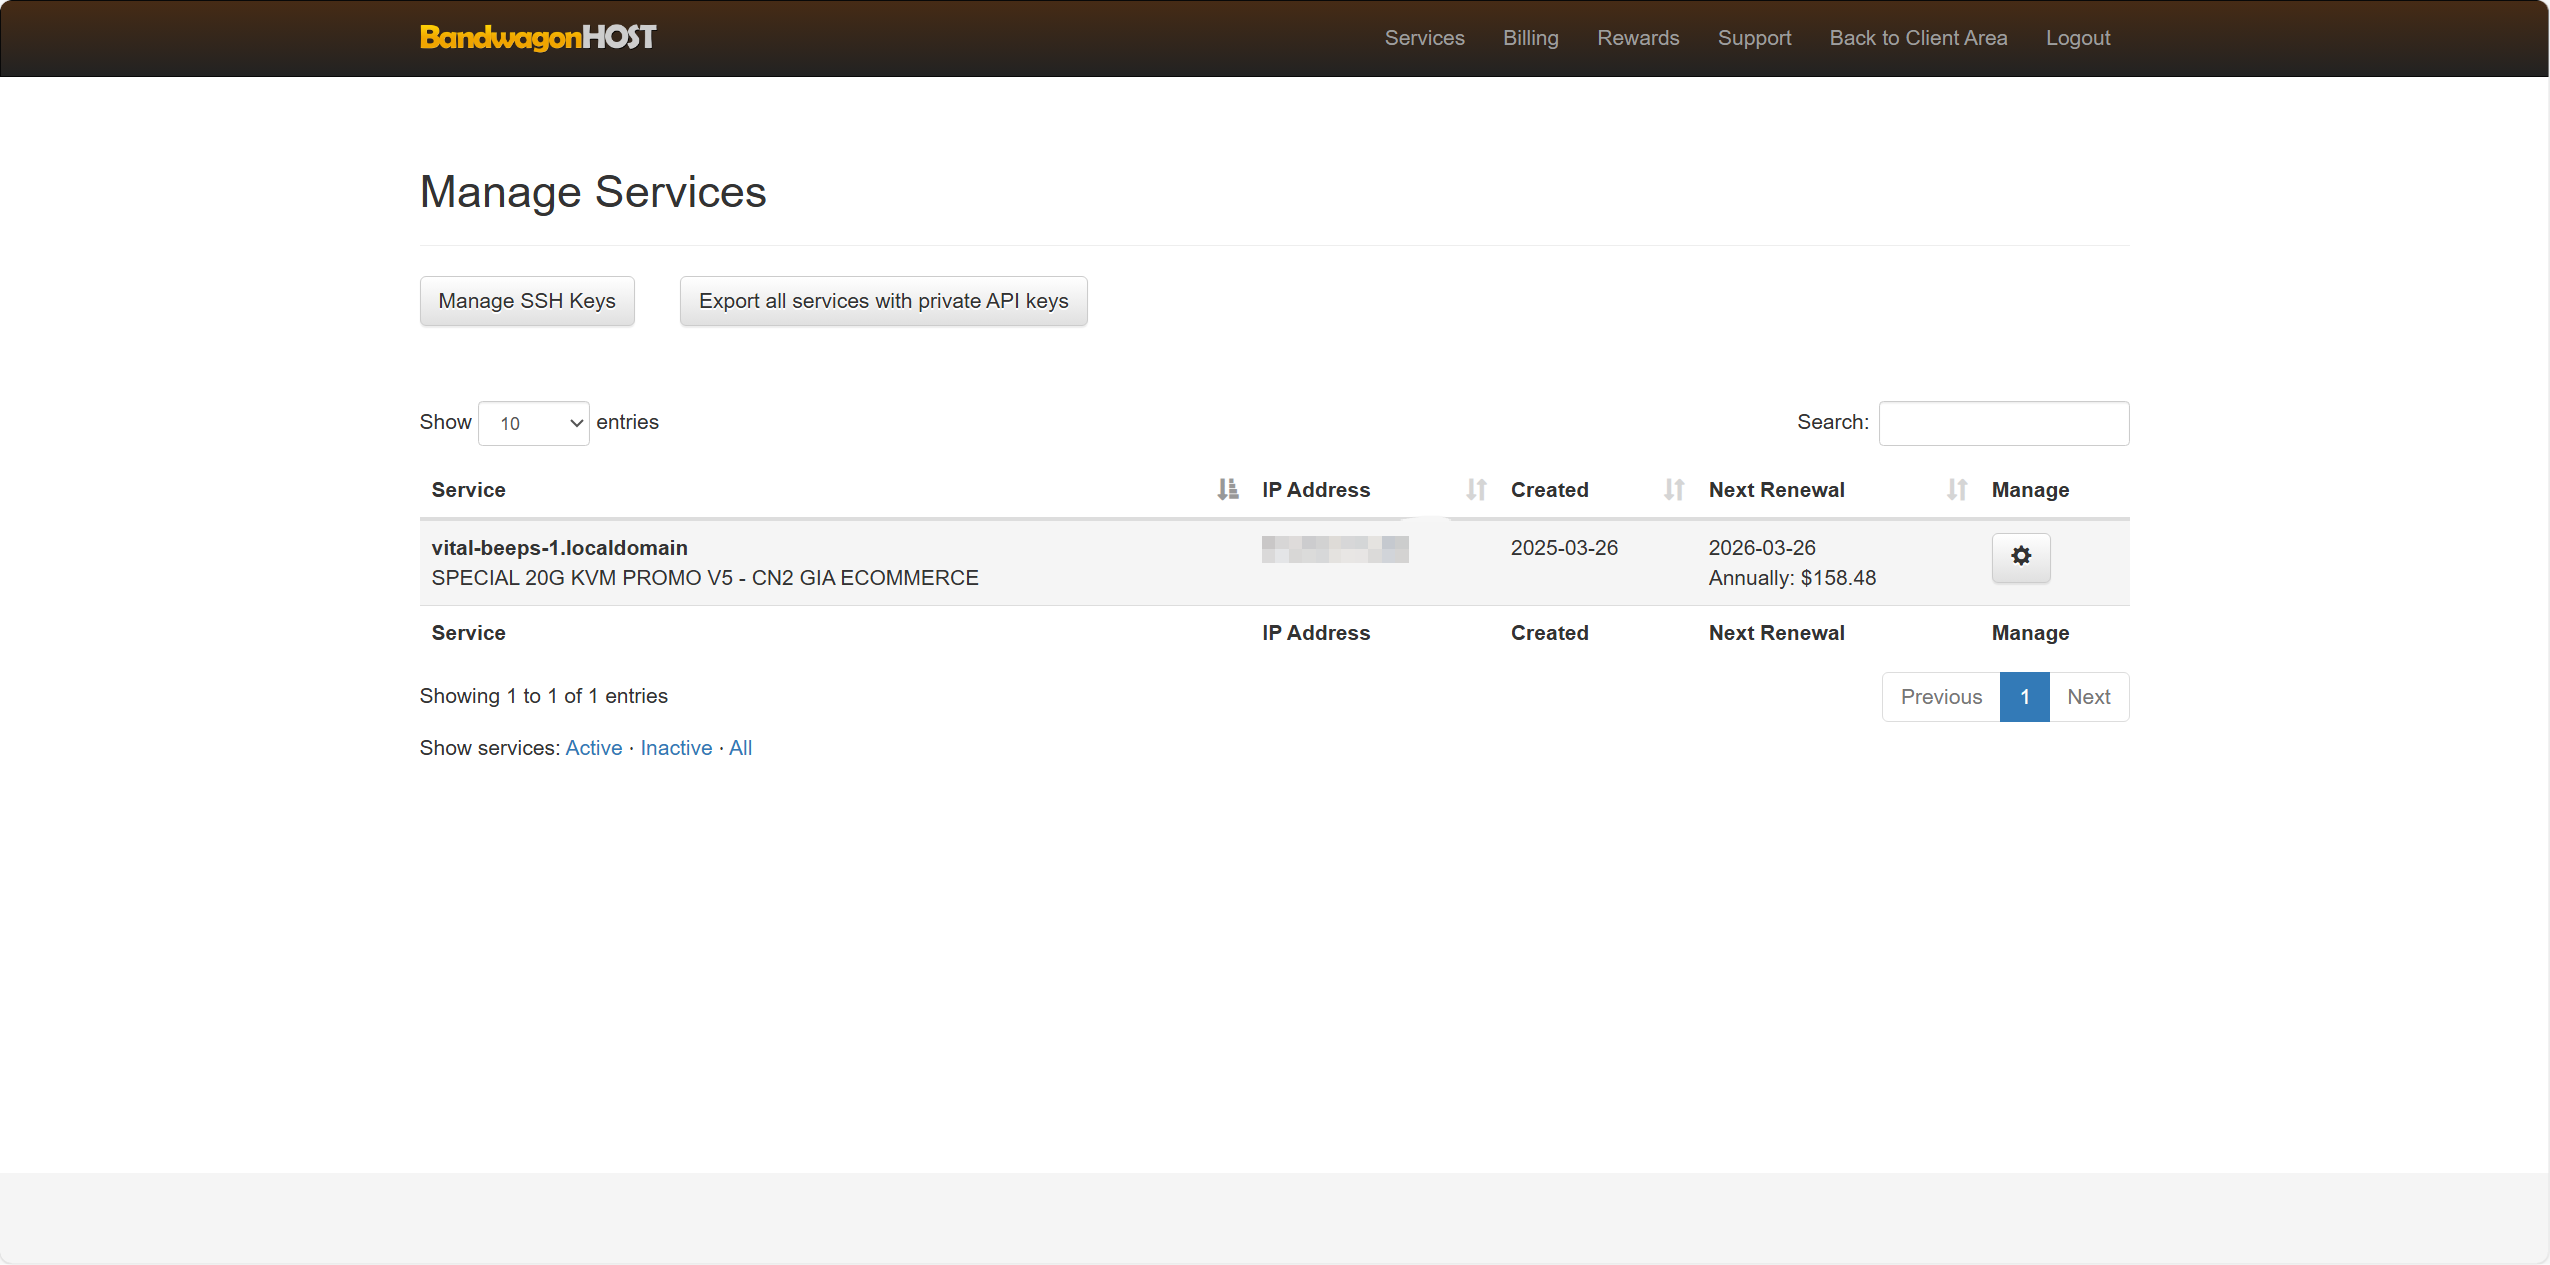 BandwagonHOST Services Billing Rewards Support Back to Client Area Logout
Manage Services
Manage SSH Keys Export all services with private API keys
Show 10 entries Search:
Service IP Address Created Next Renewal Manage
vital-beeps-1.localdomain 2025-03-26 2026-03-26
SPECIAL 20G KVM PROMO V5 - CN2 GIA ECOMMERCE Annually: $158.48
Service IP Address Created Next Renewal Manage
Showing 1 to 1 of 1 entries Previous 1 Next
Show services: Active · Inactive · All